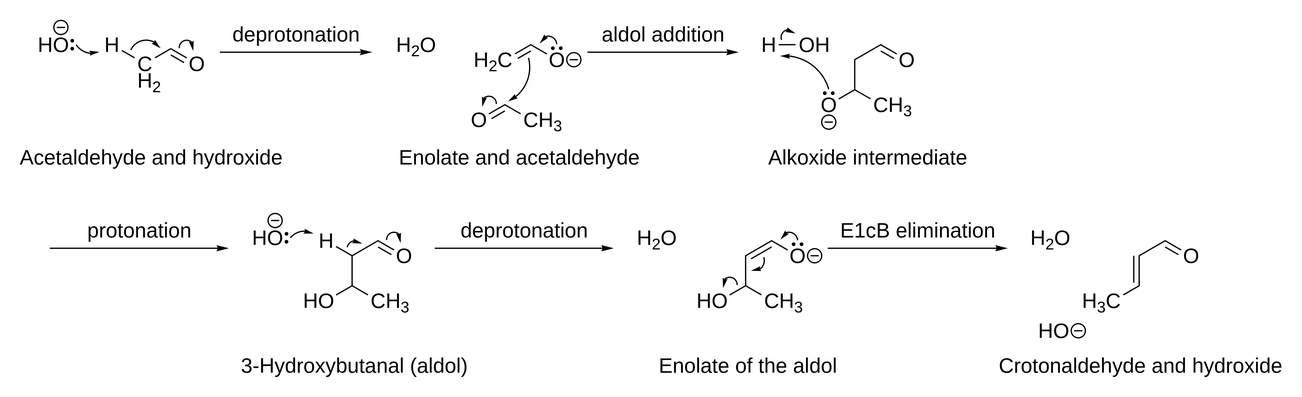 deprotonation
aldol addition
HO: H C H₂ O
H₂O H₂C O⊖
H OH O
O CH₃
O CH₃ ⊖
Acetaldehyde and hydroxide
Enolate and acetaldehyde
Alkoxide intermediate
protonation
deprotonation
E1cB elimination
HO: H O
HO CH₃
H₂O O⊖
HO CH₃
H₂O O
H₃C
HO⊖
3-Hydroxybutanal (aldol)
Enolate of the aldol
Crotonaldehyde and hydroxide